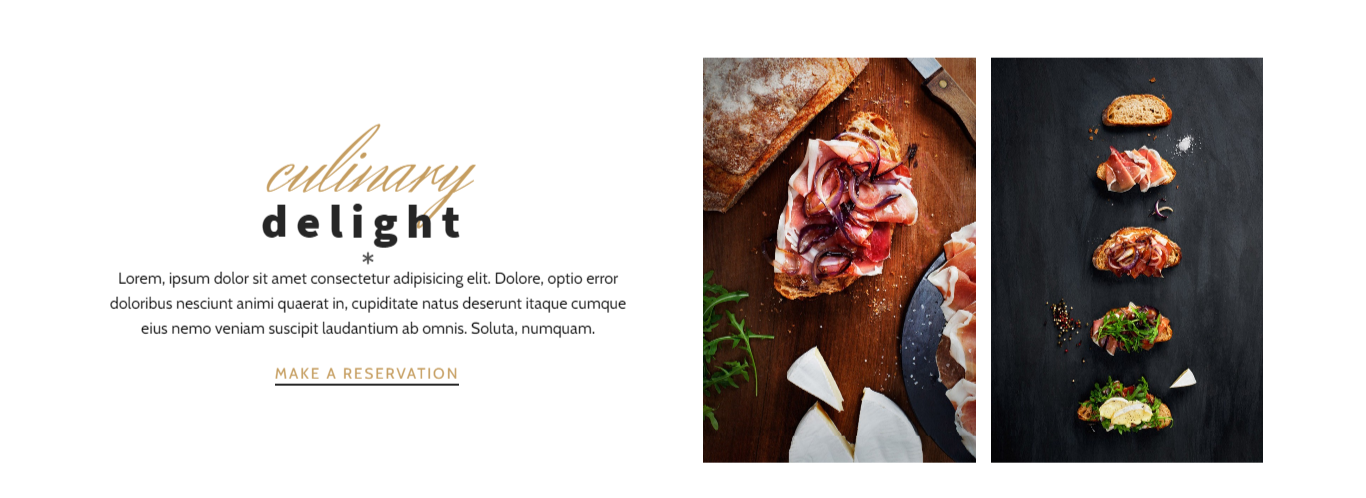 culinary
delight
*
Lorem, ipsum dolor sit amet consectetur adipisicing elit. Dolore, optio error
doloribus nesciunt animi quaerat in, cupiditate natus deserunt itaque cumque
eius nemo veniam suscipit laudantium ab omnis. Soluta, numquam.
MAKE A RESERVATION